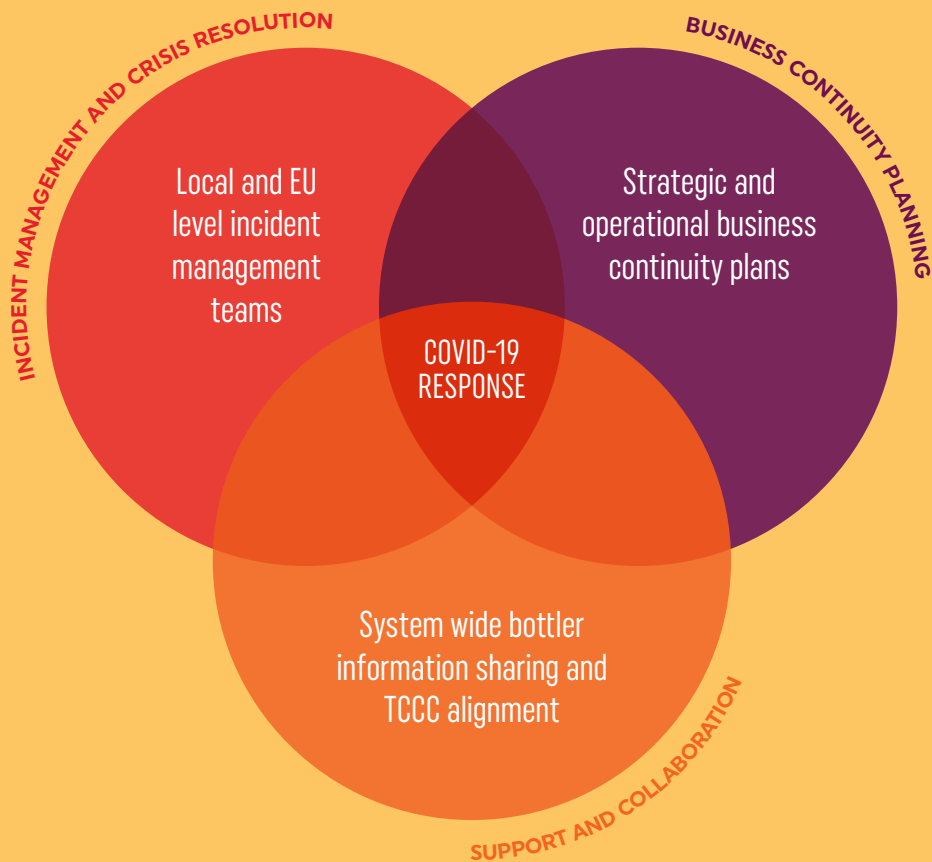 INCIDENT MANAGEMENT AND CRISIS RESOLUTION
BUSINESS CONTINUITY PLANNING
Local and EU
level incident
management
teams
Strategic and
operational business
continuity plans
COVID-19
RESPONSE
System wide bottler
information sharing and
TCCC alignment
SUPPORT AND COLLABORATION